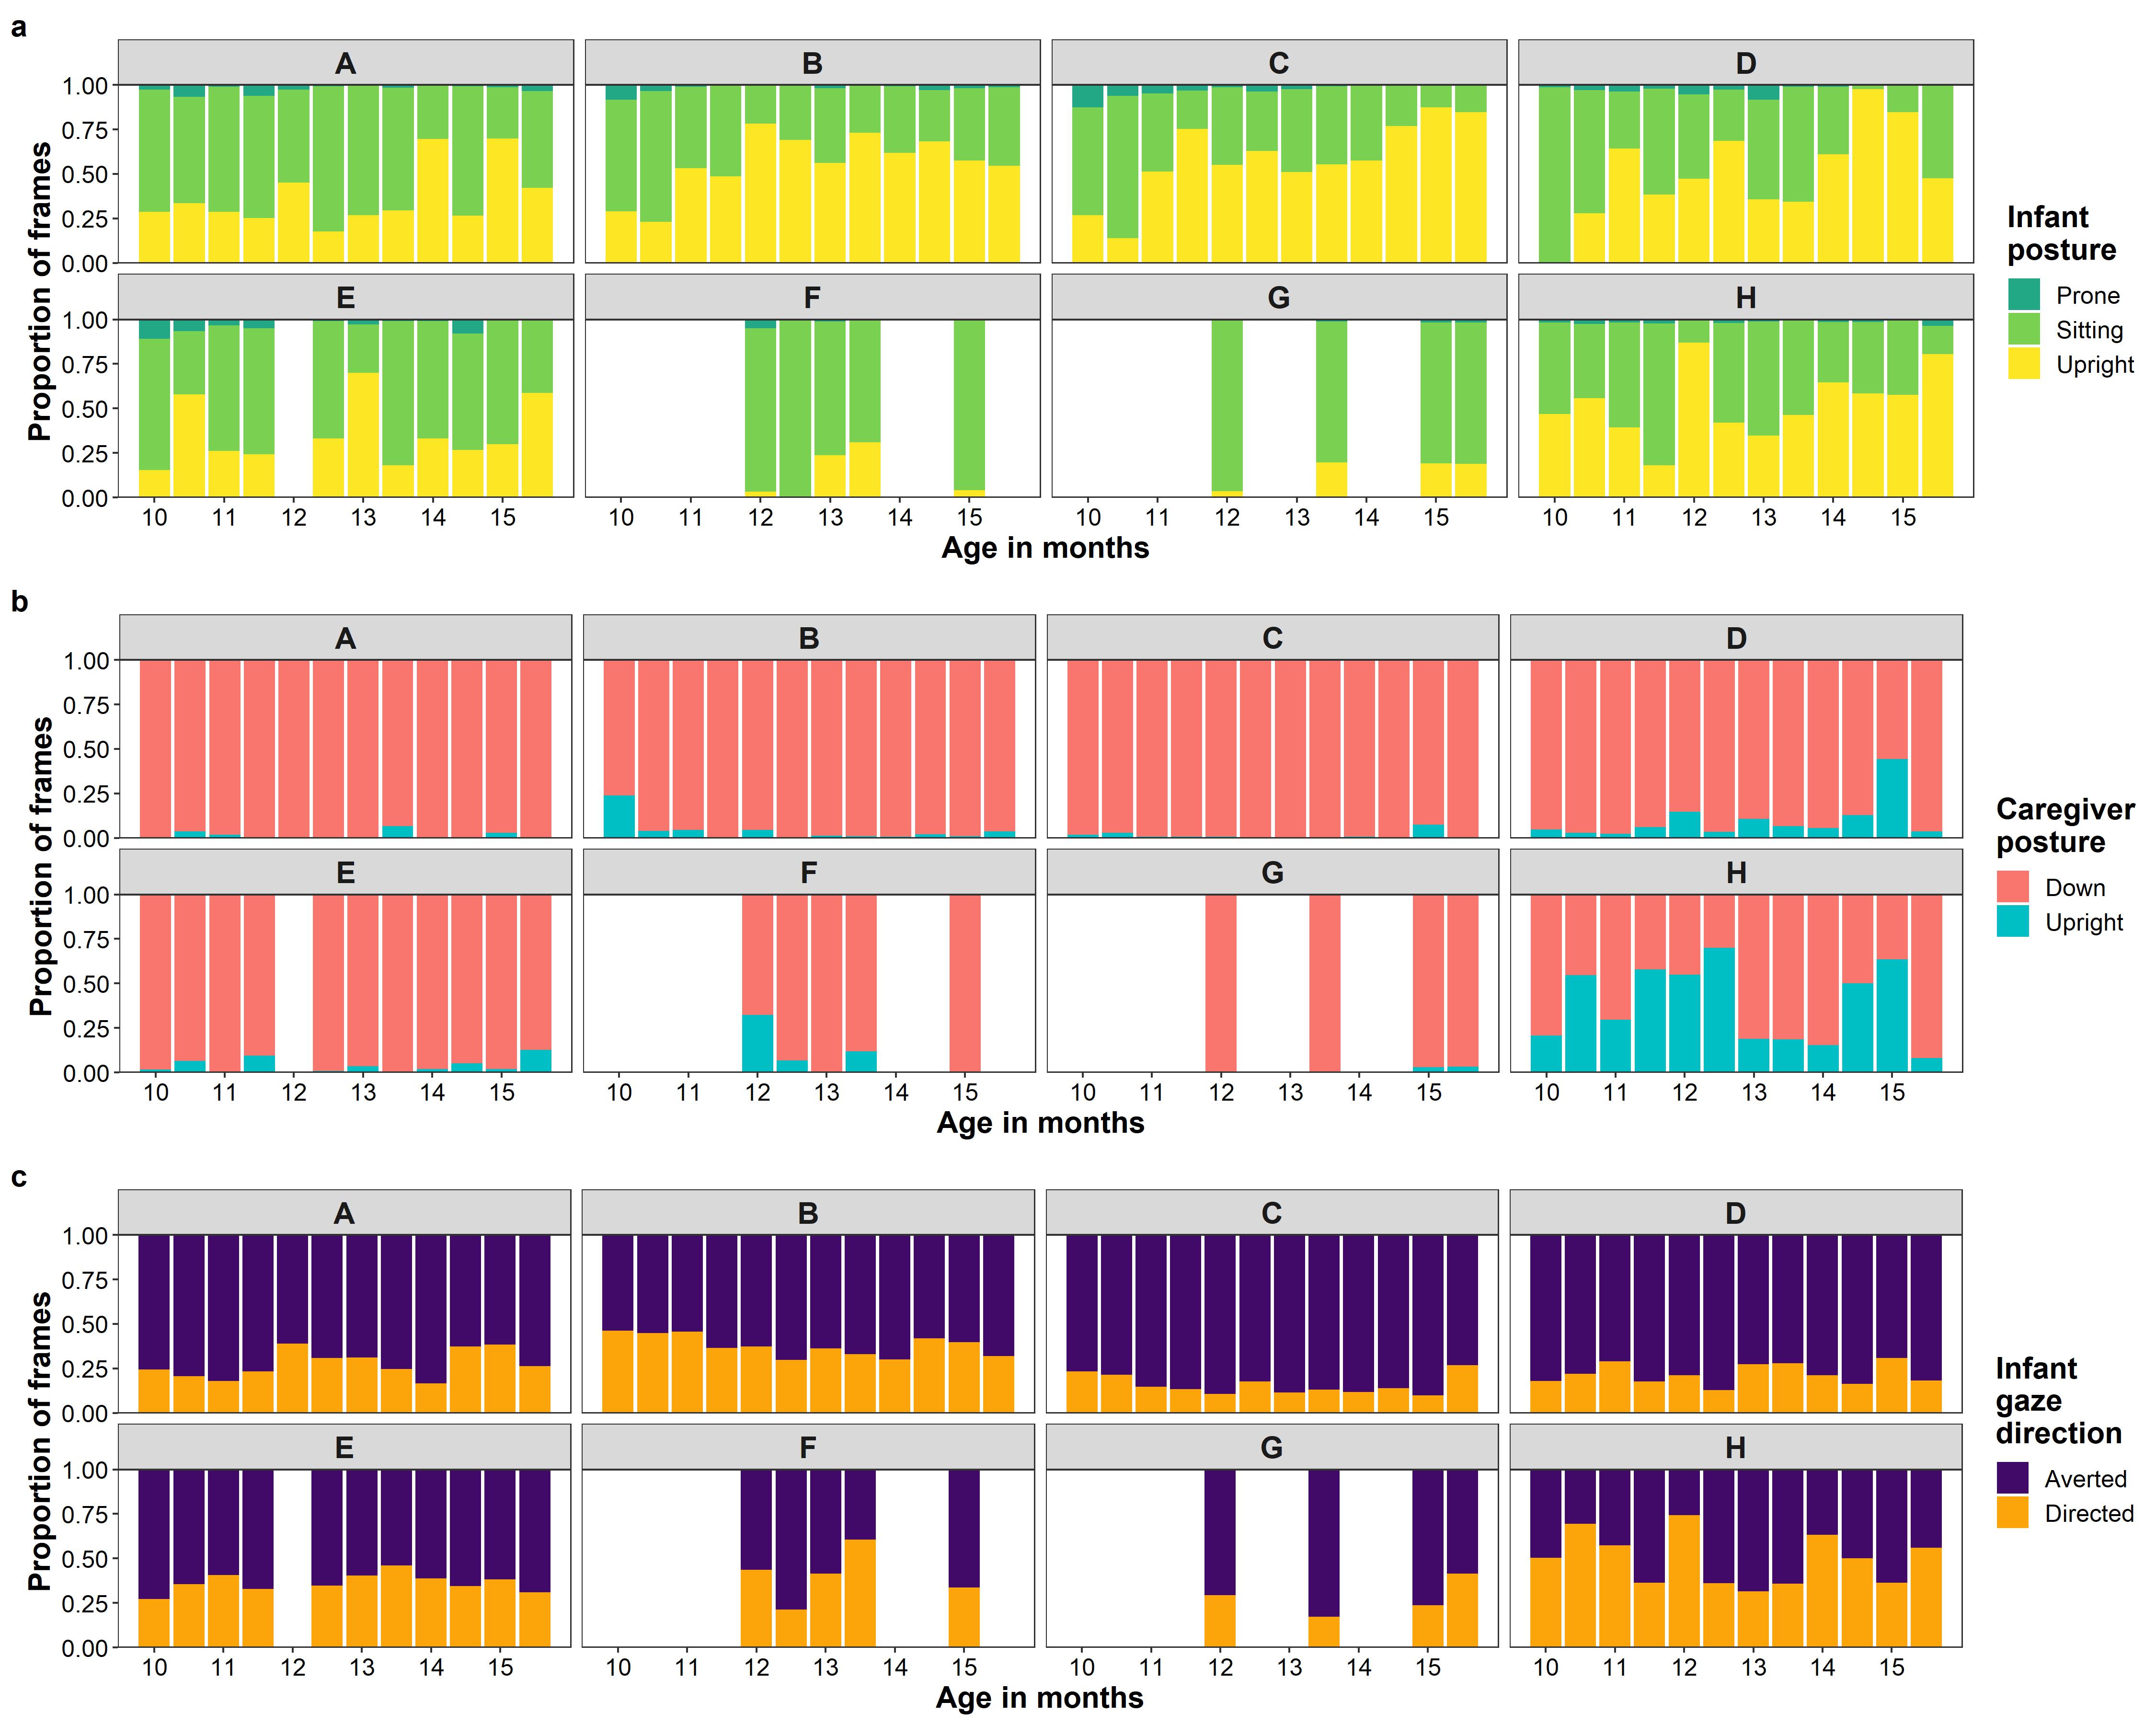 a
A B C D
1.00
0.75
0.50
0.25
0.00
E F G H
1.00
0.75
0.50
0.25
0.00
10 11 12 13 14 15 10 11 12 13 14 15 10 11 12 13 14 15 10 11 12 13 14 15
Age in months
Proportion of frames
Infant
posture
Prone
Sitting
Upright
b
A B C D
1.00
0.75
0.50
0.25
0.00
E F G H
1.00
0.75
0.50
0.25
0.00
10 11 12 13 14 15 10 11 12 13 14 15 10 11 12 13 14 15 10 11 12 13 14 15
Age in months
Proportion of frames
Caregiver
posture
Down
Upright
c
A B C D
1.00
0.75
0.50
0.25
0.00
E F G H
1.00
0.75
0.50
0.25
0.00
10 11 12 13 14 15 10 11 12 13 14 15 10 11 12 13 14 15 10 11 12 13 14 15
Age in months
Proportion of frames
Infant
gaze
direction
Averted
Directed